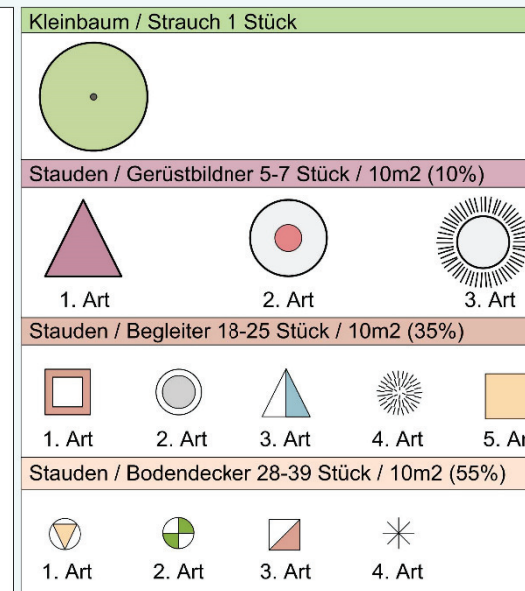 Kleinbaum / Strauch 1 Stück
Stauden / Gerüstbildner 5-7 Stück / 10m2 (10%)
1. Art 2. Art 3. Art
Stauden / Begleiter 18-25 Stück / 10m2 (35%)
1. Art 2. Art 3. Art 4. Art 5.
Stauden / Bodendecker 28-39 Stück / 10m2 (55%)
1. Art 2. Art 3. Art 4. Art